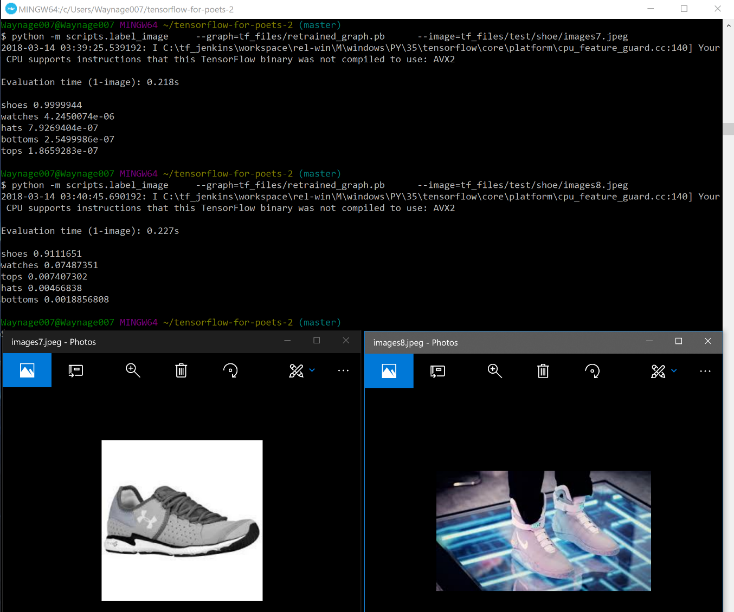 MINGW64:/c/Users/Waynage007/tensorflow-for-poets-2
Waynage007@Waynage007 MINGW64 ~/tensorflow-for-poets-2 (master)
$ python -m scripts.label_image --graph=tf_files/retrained_graph.pb --image=tf_files/test/shoe/images7.jpeg
2018-03-14 03:39:25.539192: I C:\tf_jenkins\workspace\rel-win\M\windows\PY\35\tensorflow\core\platform\cpu_feature_guard.cc:140] Your
CPU supports instructions that this TensorFlow binary was not compiled to use: AVX2
Evaluation time (1-image): 0.218s
shoes 0.9999944
watches 4.2450074e-06
hats 7.9269404e-07
bottoms 2.5499986e-07
tops 1.8659283e-07
Waynage007@Waynage007 MINGW64 ~/tensorflow-for-poets-2 (master)
$ python -m scripts.label_image --graph=tf_files/retrained_graph.pb --image=tf_files/test/shoe/images8.jpeg
2018-03-14 03:40:45.690192: I C:\tf_jenkins\workspace\rel-win\M\windows\PY\35\tensorflow\core\platform\cpu_feature_guard.cc:140] Your
CPU supports instructions that this TensorFlow binary was not compiled to use: AVX2
Evaluation time (1-image): 0.227s
shoes 0.9111651
watches 0.07487351
tops 0.007407302
hats 0.00466838
bottoms 0.0018856808
Waynage007@Waynage007 MINGW64 ~/tensorflow-for-poets-2 (master)
images7.jpeg - Photos
images8.jpeg - Photos